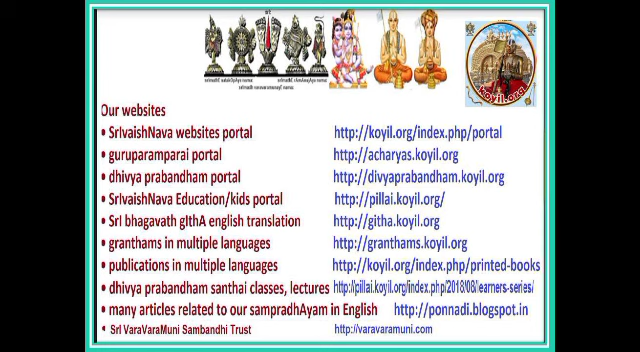 Our websites
• SrIvaishNava websites portal http://koyil.org/index.php/portal
• guruparamparai portal http://acharyas.koyil.org
• dhivya prabandham portal http://divyaprabandham.koyil.org
• SrIvaishNava Education/kids portal http://pillai.koyil.org/
• SrI bhagavath gIthA english translation http://githa.koyil.org
• granthams in multiple languages http://granthams.koyil.org
• publications in multiple languages http://koyil.org/index.php/printed-books
• dhivya prabandham santhai classes, lectures http://pillai.koyil.org/index.php/2018/08/learners-series/
• many articles related to our sampradhAyam in English http://ponnadi.blogspot.in
• SrI VaraVaraMuni Sambandhi Trust http://varavaramuni.com
koyil.org